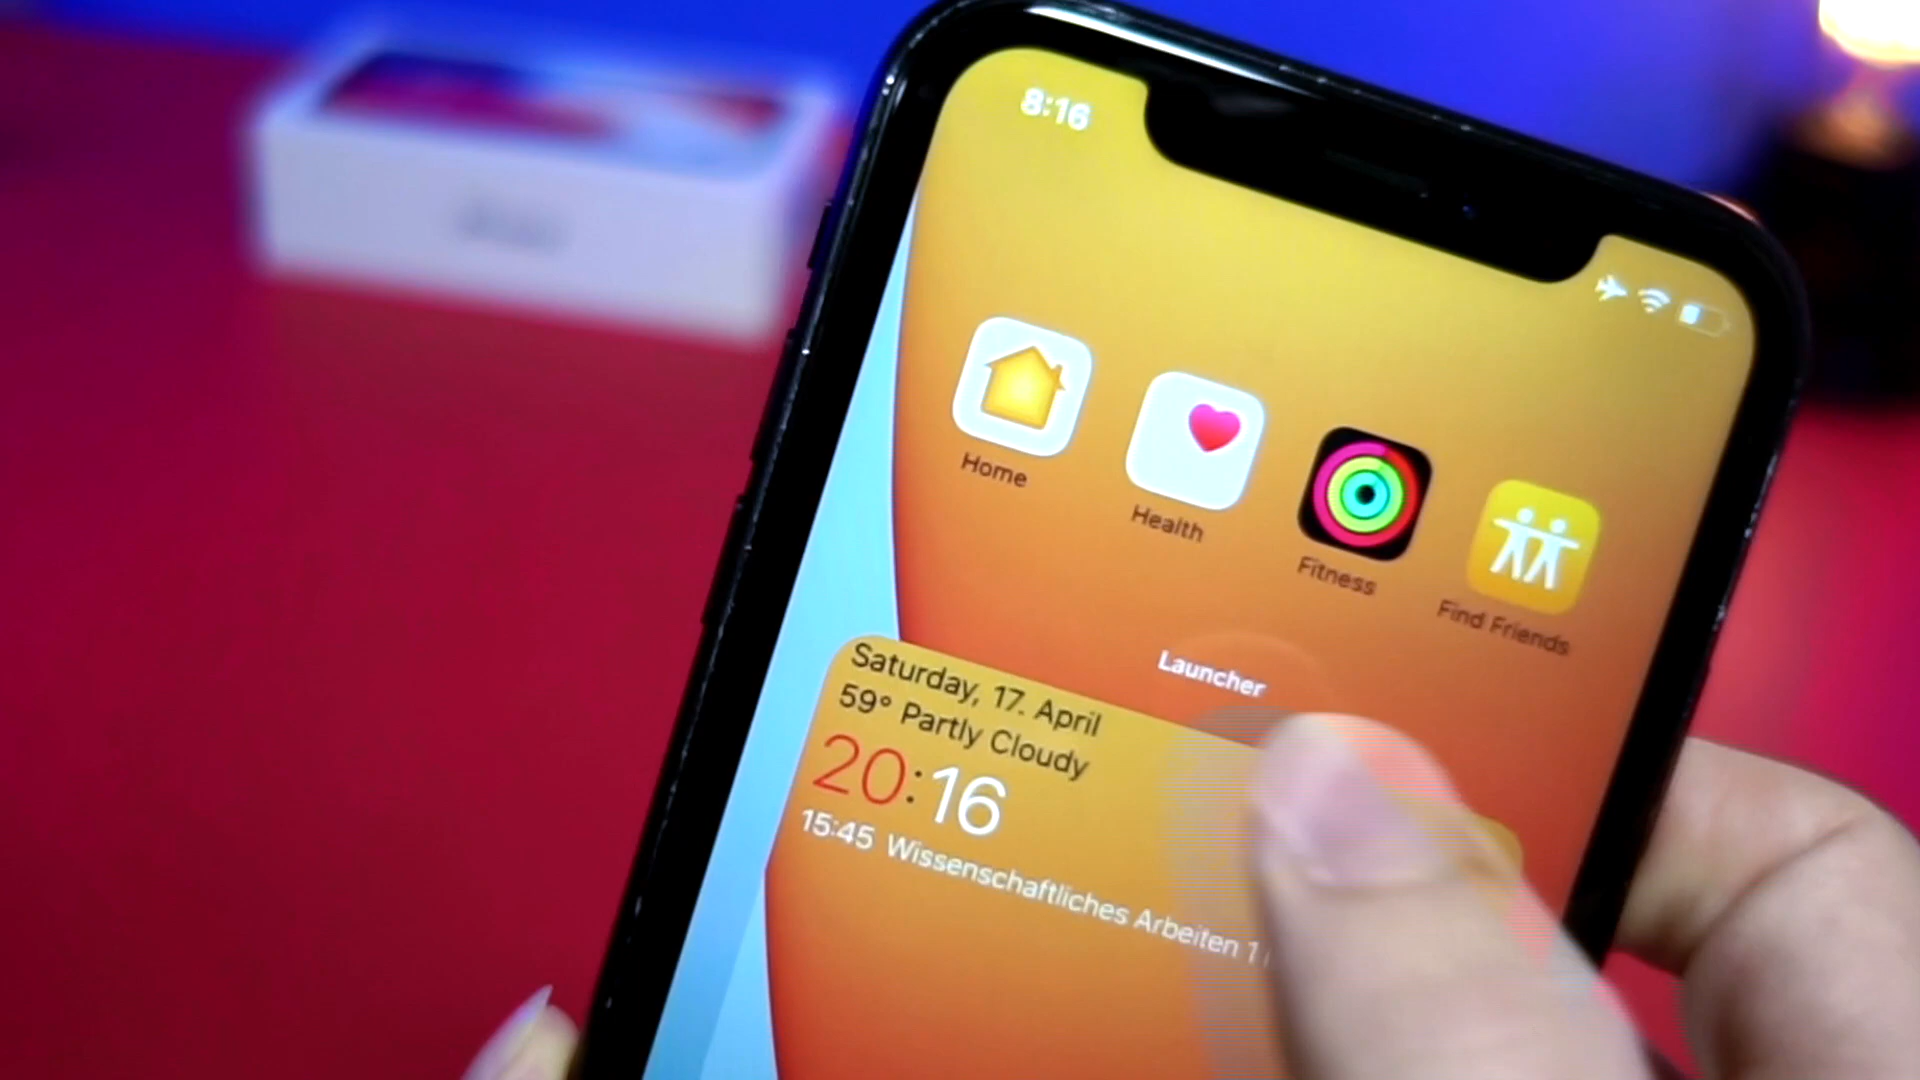 8:16
Home
Health
Fitness
Find Friends
Launcher
Saturday, 17. April
59° Partly Cloudy
20:16
15:45 Wissenschaftliches Arbeiten 1